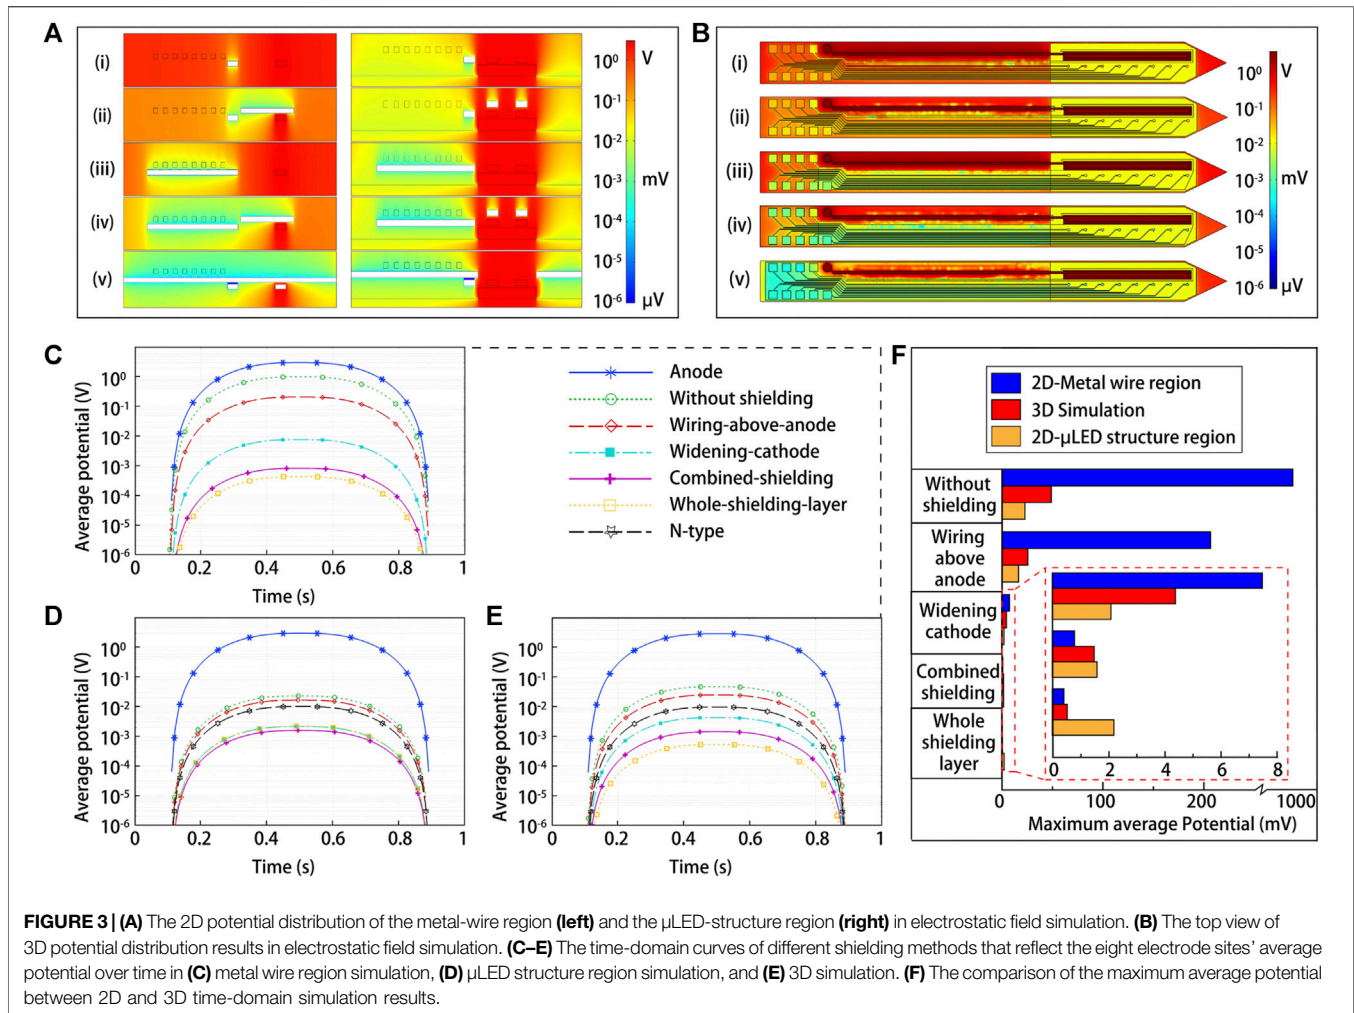 A
(i)
(ii)
(iii)
(iv)
(v)
10⁰ V
10⁻¹
10⁻²
10⁻³ mV
10⁻⁴
10⁻⁵
10⁻⁶ μV
B
(i)
(ii)
(iii)
(iv)
(v)
10⁰ V
10⁻¹
10⁻²
10⁻³ mV
10⁻⁴
10⁻⁵
10⁻⁶ μV
C
Average potential (V)
10⁰
10⁻¹
10⁻²
10⁻³
10⁻⁴
10⁻⁵
10⁻⁶
0 0.2 0.4 0.6 0.8 1
Time (s)
Anode
Without shielding
Wiring-above-anode
Widening-cathode
Combined-shielding
Whole-shielding-layer
N-type
D
Average potential (V)
10⁰
10⁻¹
10⁻²
10⁻³
10⁻⁴
10⁻⁵
10⁻⁶
0 0.2 0.4 0.6 0.8 1
Time (s)
E
Average potential (V)
10⁰
10⁻¹
10⁻²
10⁻³
10⁻⁴
10⁻⁵
10⁻⁶
0 0.2 0.4 0.6 0.8 1
Time (s)
F
2D-Metal wire region
3D Simulation
2D-μLED structure region
Without
shielding
Wiring
above
anode
Widening
cathode
Combined
shielding
Whole
shielding
layer
0 2 4 6 8
0 100 200 1000
Maximum average Potential (mV)
FIGURE 3 | (A) The 2D potential distribution of the metal-wire region (left) and the μLED-structure region (right) in electrostatic field simulation. (B) The top view of
3D potential distribution results in electrostatic field simulation. (C–E) The time-domain curves of different shielding methods that reflect the eight electrode sites' average
potential over time in (C) metal wire region simulation, (D) μLED structure region simulation, and (E) 3D simulation. (F) The comparison of the maximum average potential
between 2D and 3D time-domain simulation results.